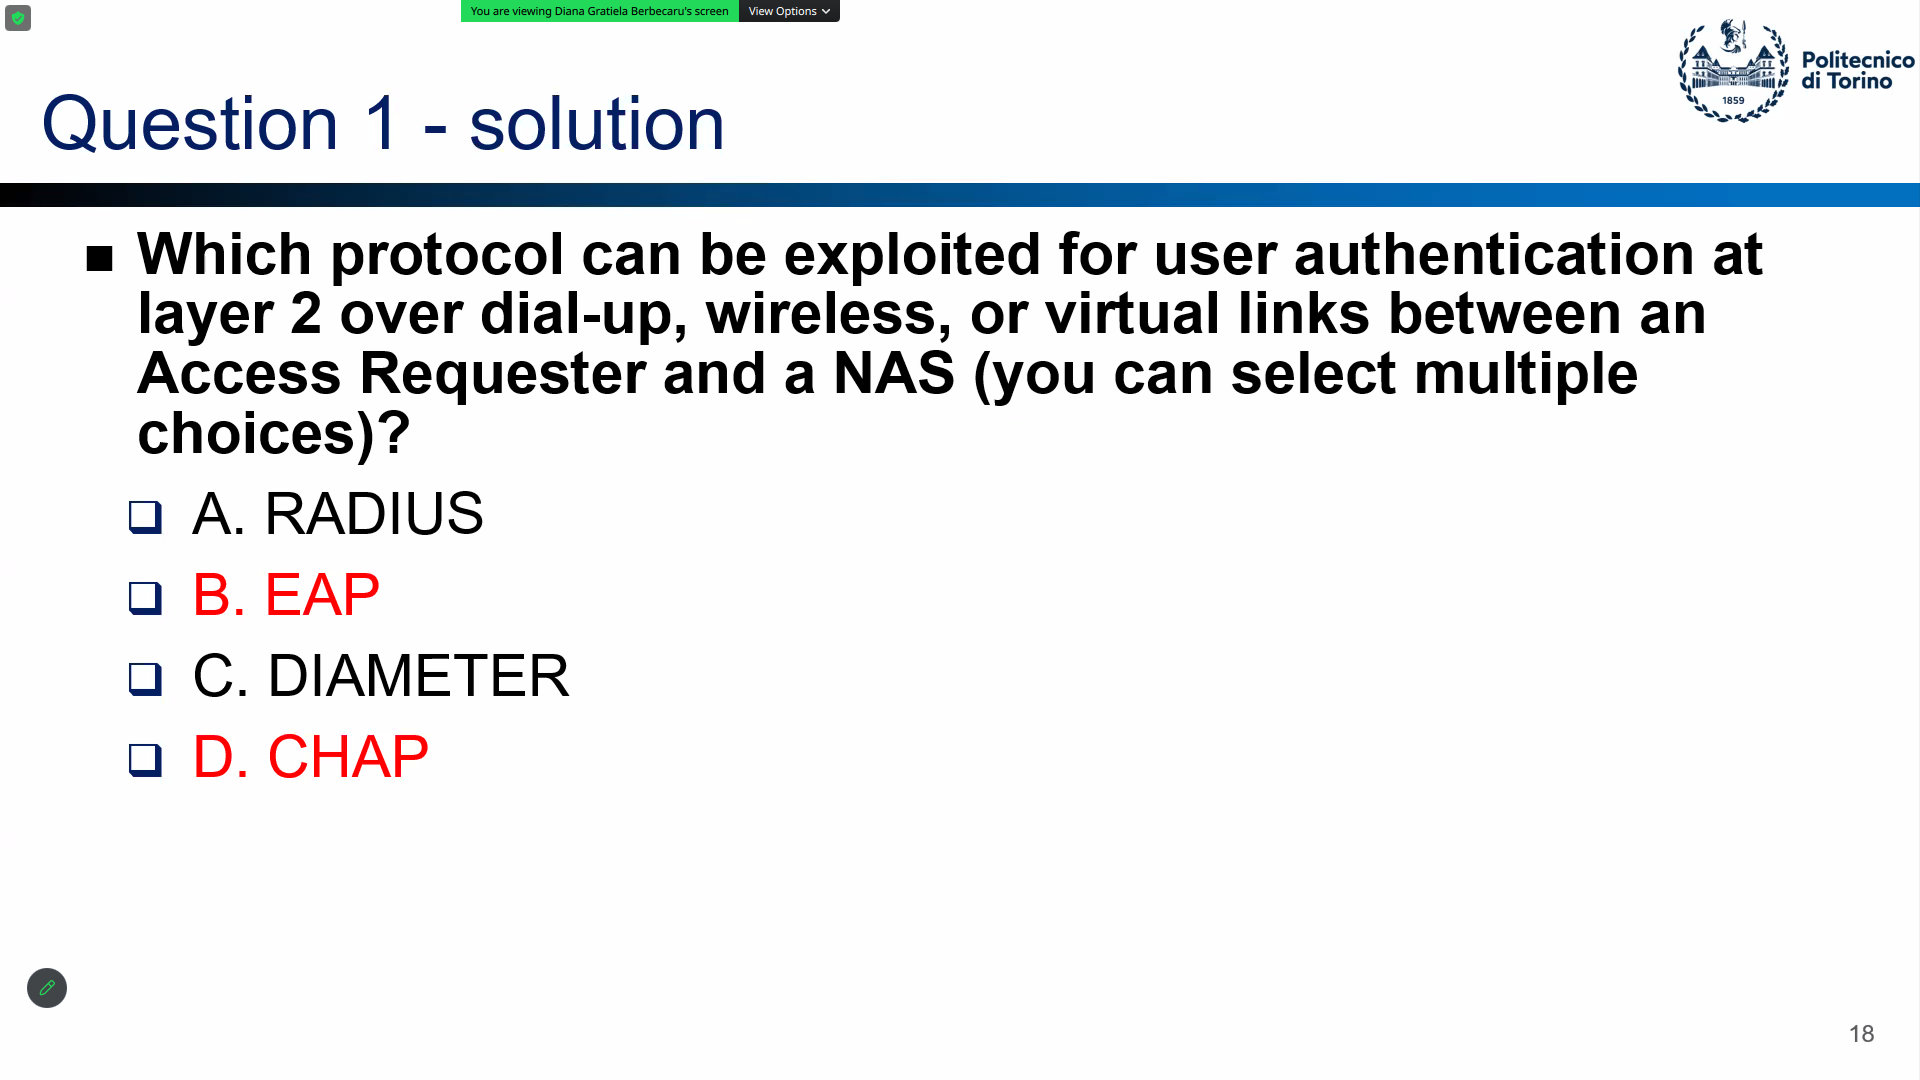 You are viewing Diana Gratiela Berbecaru's screen
View Options
Politecnico
di Torino
1859
Question 1 - solution
Which protocol can be exploited for user authentication at
layer 2 over dial-up, wireless, or virtual links between an
Access Requester and a NAS (you can select multiple
choices)?
A. RADIUS
B. EAP
C. DIAMETER
D. CHAP
18